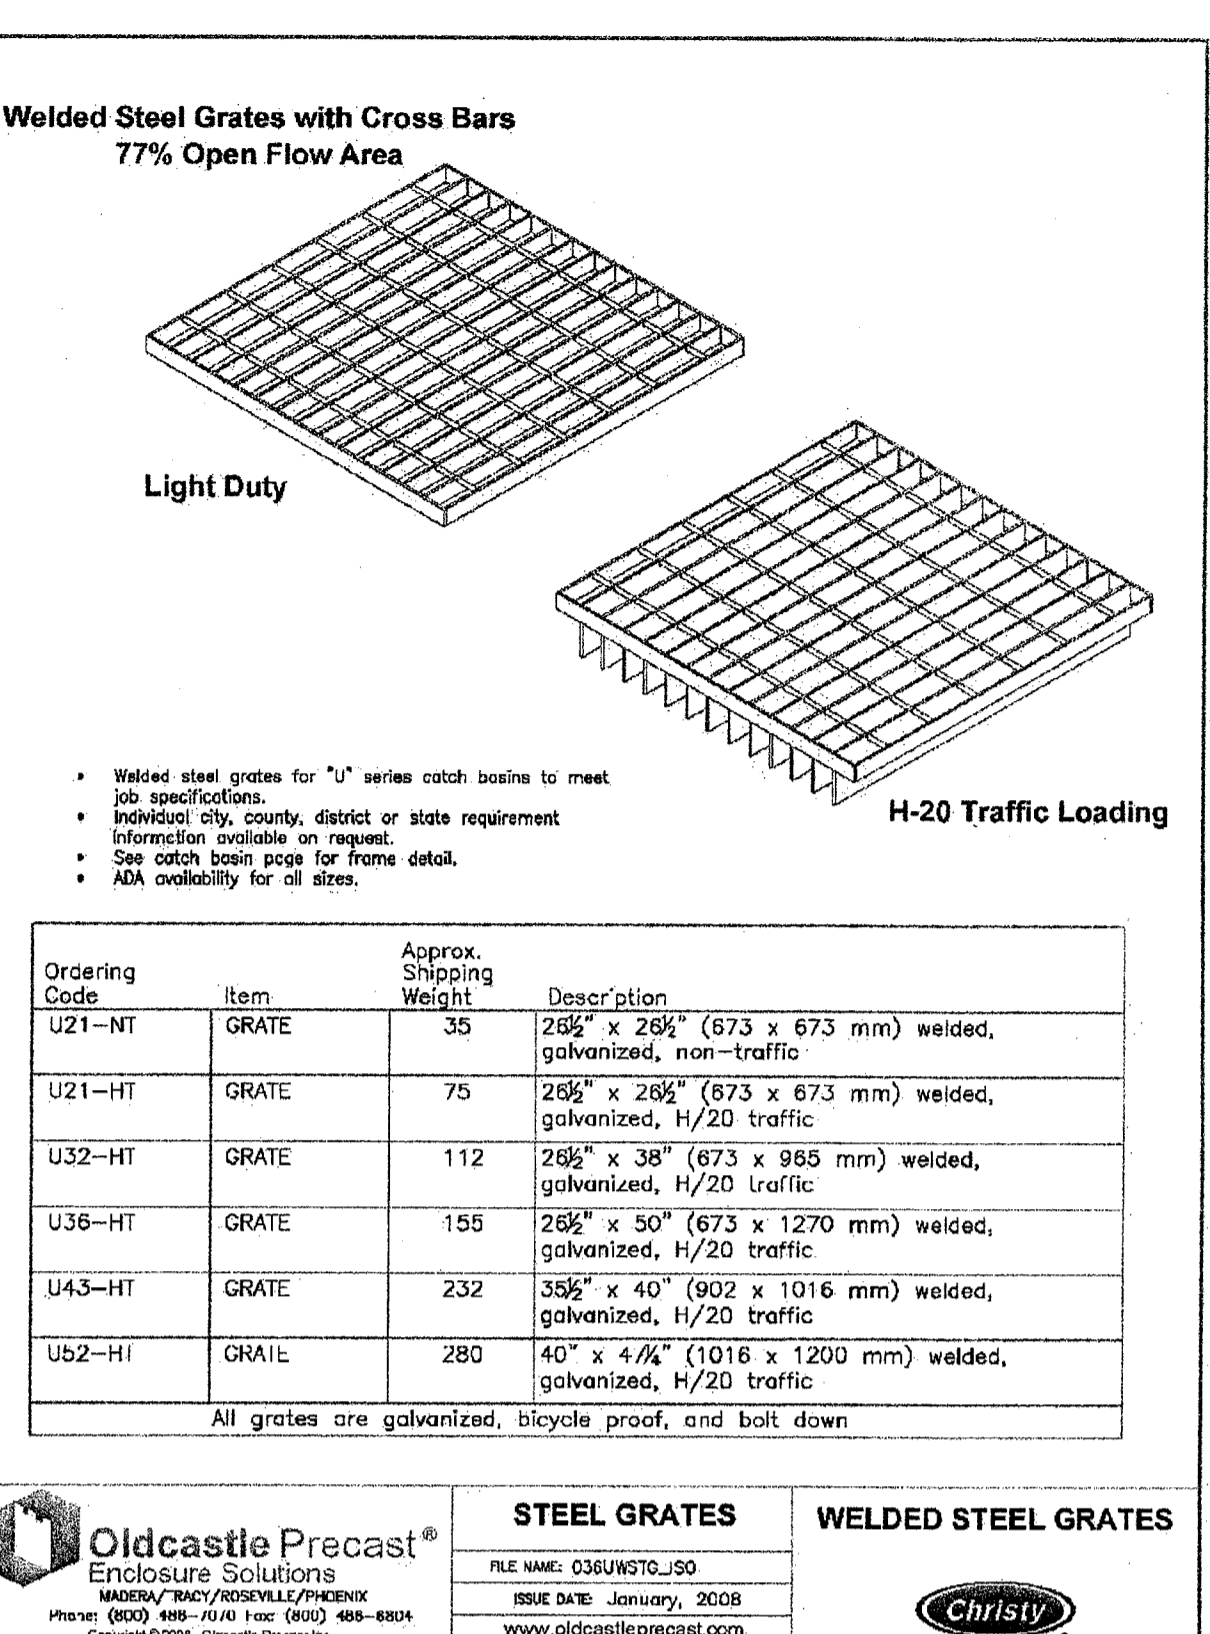 Welded Steel Grates with Cross Bars
77% Open Flow Area
Light Duty
H-20 Traffic Loading
• Welded steel grates for "U" series catch basins to meet
job specifications.
• Individual city, county, district or state requirement
information available on request.
• See catch basin page for frame detail.
• ADA availability for all sizes.
Ordering Code Item Approx. Shipping Weight Description
U21-NT GRATE 35 26½" x 26½" (673 x 673 mm) welded,
galvanized, non-traffic
U21-HT GRATE 75 26½" x 26½" (673 x 673 mm) welded,
galvanized, H/20 traffic
U32-HT GRATE 112 26½" x 38" (673 x 965 mm) welded,
galvanized, H/20 traffic
U36-HT GRATE 155 26½" x 50" (673 x 1270 mm) welded,
galvanized, H/20 traffic
U43-HT GRATE 232 35½" x 40" (902 x 1016 mm) welded,
galvanized, H/20 traffic
U52-HT GRATE 280 40" x 47¼" (1016 x 1200 mm) welded,
galvanized, H/20 traffic
All grates are galvanized, bicycle proof, and bolt down
Oldcastle Precast®
Enclosure Solutions
MADERA/TRACY/ROSEVILLE/PHOENIX
Phone: (800) 486-7070 Fax: (800) 486-6804
STEEL GRATES
FILE NAME: 036UWSTG_ISO
ISSUE DATE: January, 2008
www.oldcastleprecast.com
WELDED STEEL GRATES
Christy